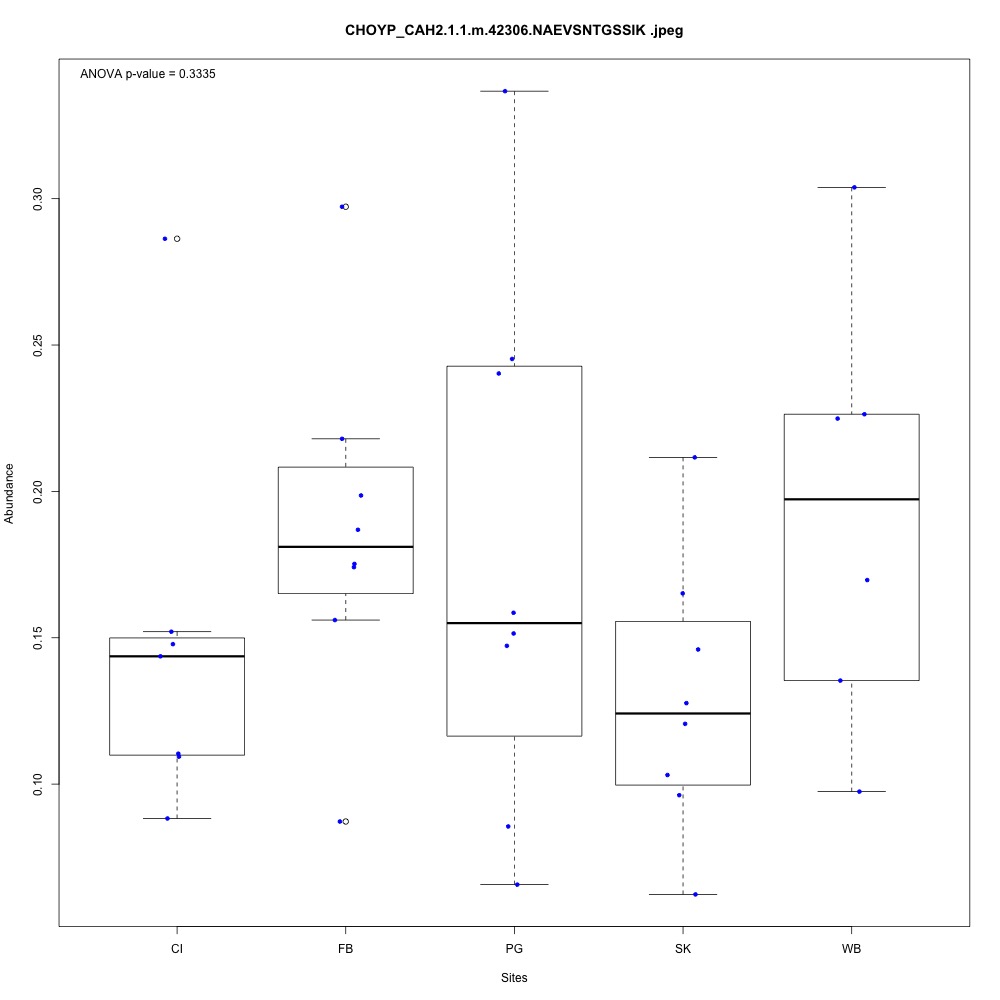 CHOYP_CAH2.1.1.m.42306.NAEVSNTGSSIK .jpeg
ANOVA p-value = 0.3335
0.30
0.25
0.20
0.15
0.10
Abundance
CI FB PG SK WB
Sites